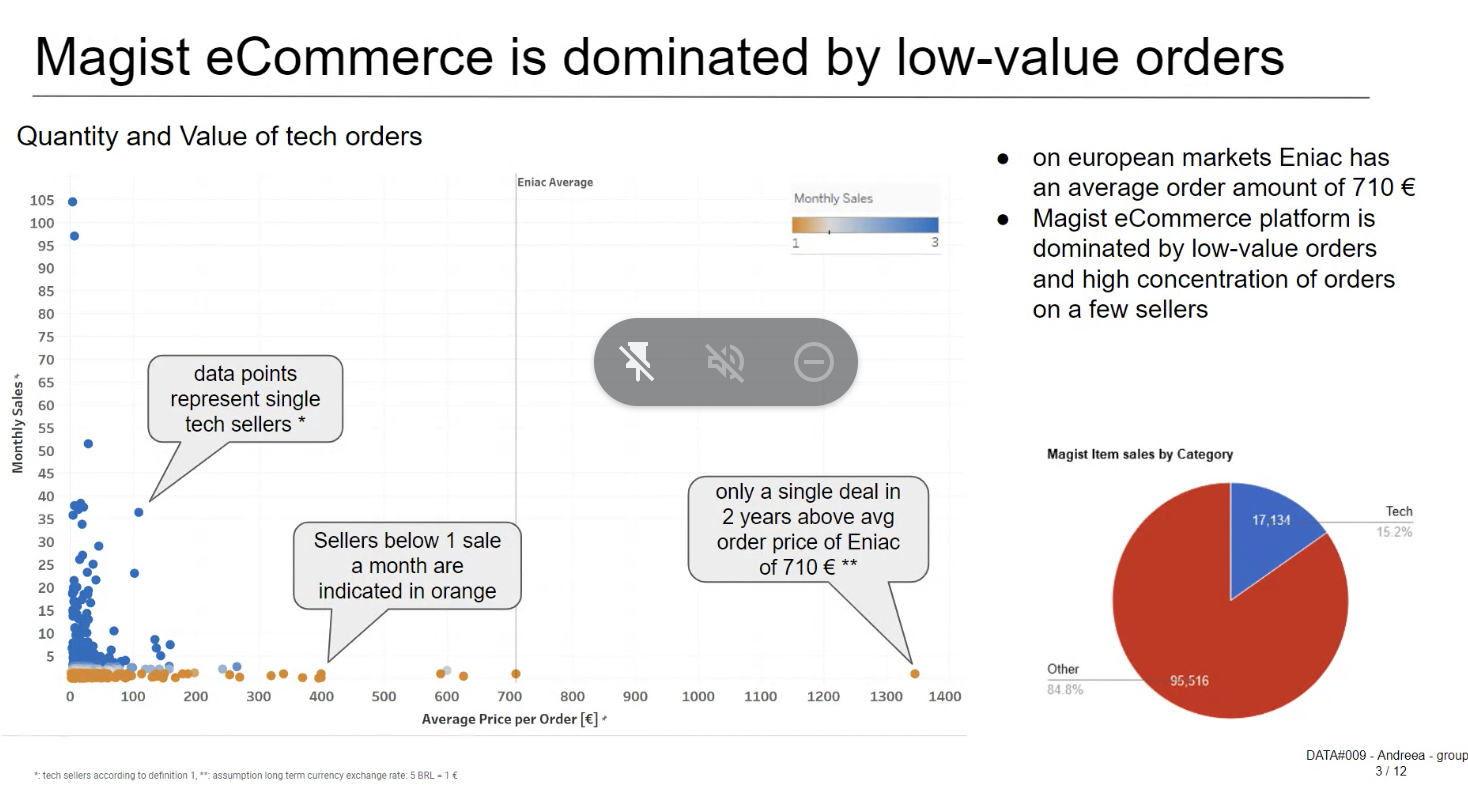 Magist eCommerce is dominated by low-value orders
Quantity and Value of tech orders
Eniac Average
Monthly Sales
1
3
105
100
95
90
85
80
75
70
65
60
55
50
45
40
35
30
25
20
15
10
5
Monthly Sales *
data points
represent single
tech sellers *
Sellers below 1 sale
a month are
indicated in orange
only a single deal in
2 years above avg
order price of Eniac
of 710 € **
0
100
200
300
400
500
600
700
800
900
1000
1100
1200
1300
1400
Average Price per Order [€] *
● on european markets Eniac has
an average order amount of 710 €
● Magist eCommerce platform is
dominated by low-value orders
and high concentration of orders
on a few sellers
Magist Item sales by Category
17,134
Tech
15.2%
Other
84.8%
95,516
*: tech sellers according to definition 1, **: assumption long term currency exchange rate: 5 BRL = 1 €
DATA#009 - Andreea - group
3 / 12